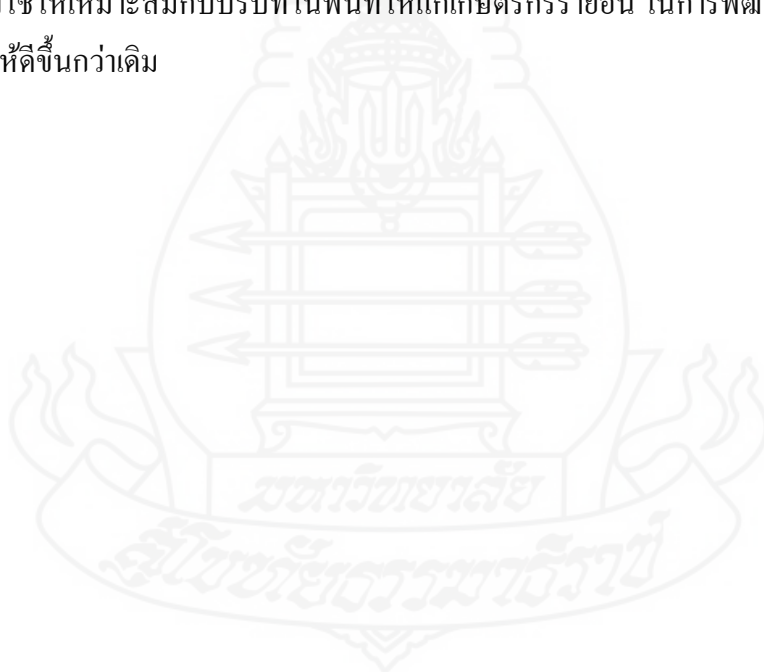 ใช้ให้เหมาะสมกับบริบทในพื้นที่ให้แก่เกษตรกรรายอื่น ในการพัฒ
ห้ดีขึ้นกว่าเดิม
มหาวิทยาลัย
สุโขทัยธรรมาธิราช